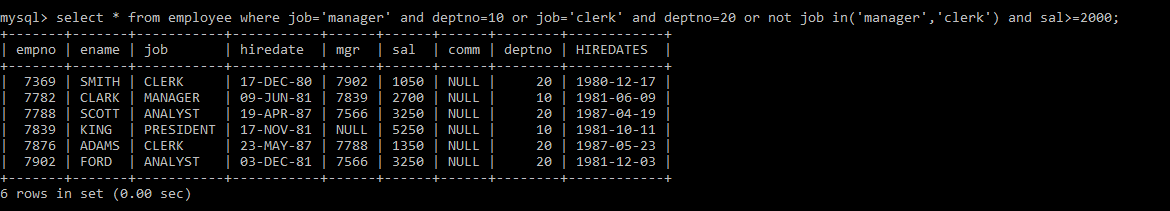 mysql> select * from employee where job='manager' and deptno=10 or job='clerk' and deptno=20 or not job in('manager','clerk') and sal>=2000;
+-------+-------+-----------+-----------+------+------+------+--------+------------+
| empno | ename | job       | hiredate  | mgr  | sal  | comm | deptno | HIREDATES  |
+-------+-------+-----------+-----------+------+------+------+--------+------------+
|  7369 | SMITH | CLERK     | 17-DEC-80 | 7902 | 1050 | NULL |     20 | 1980-12-17 |
|  7782 | CLARK | MANAGER   | 09-JUN-81 | 7839 | 2700 | NULL |     10 | 1981-06-09 |
|  7788 | SCOTT | ANALYST   | 19-APR-87 | 7566 | 3250 | NULL |     20 | 1987-04-19 |
|  7839 | KING  | PRESIDENT | 17-NOV-81 | NULL | 5250 | NULL |     10 | 1981-10-11 |
|  7876 | ADAMS | CLERK     | 23-MAY-87 | 7788 | 1350 | NULL |     20 | 1987-05-23 |
|  7902 | FORD  | ANALYST   | 03-DEC-81 | 7566 | 3250 | NULL |     20 | 1981-12-03 |
+-------+-------+-----------+-----------+------+------+------+--------+------------+
6 rows in set (0.00 sec)